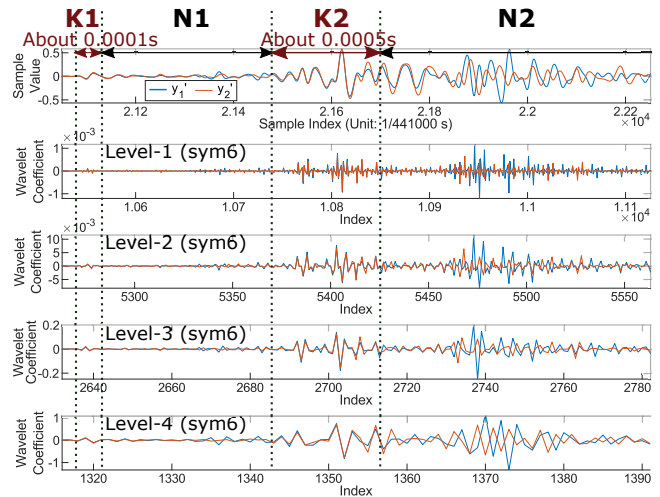 K1 N1 K2 N2
About 0.0001s About 0.0005s
Sample Value
0.5
0
-0.5
y1' y2'
2.12 2.14 2.16 2.18 2.2 2.22
Sample Index (Unit: 1/441000 s) ×10^4
×10^-3
Level-1 (sym6)
Wavelet Coefficient
1
0
-1
1.06 1.07 1.08 1.09 1.1 1.11
Index ×10^4
×10^-3
Level-2 (sym6)
Wavelet Coefficient
10
5
0
-5
5300 5350 5400 5450 5500 5550
Index
Level-3 (sym6)
Wavelet Coefficient
0.2
0
-0.2
2640 2660 2680 2700 2720 2740 2760 2780
Index
Level-4 (sym6)
Wavelet Coefficient
1
0
-1
1320 1330 1340 1350 1360 1370 1380 1390
Index